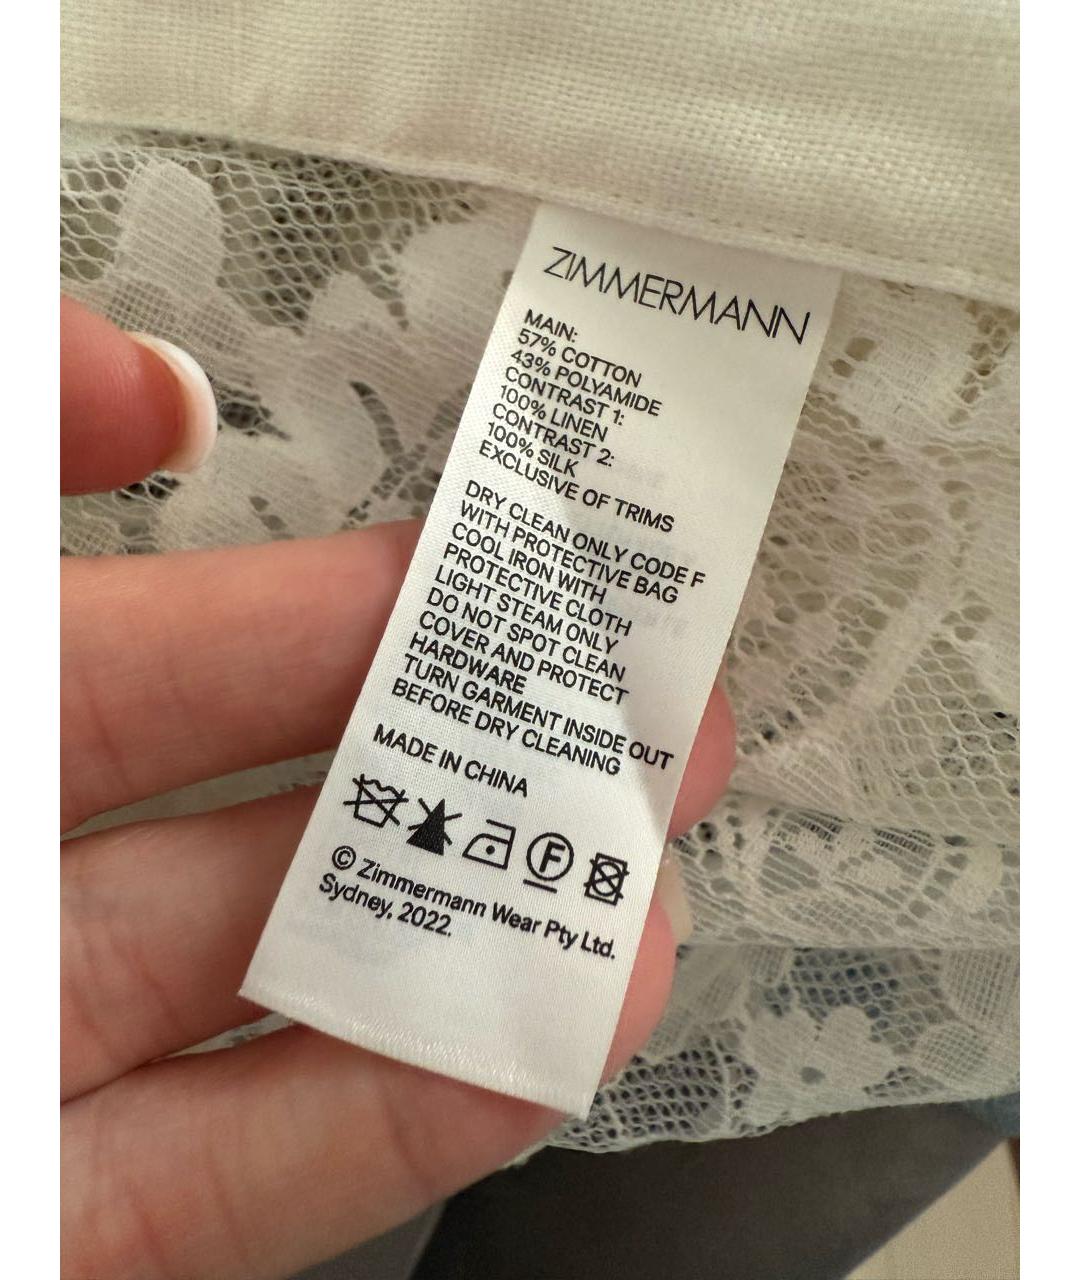 ZIMMERMANN
MAIN:
57% COTTON
43% POLYAMIDE
CONTRAST 1:
100% LINEN
CONTRAST 2:
100% SILK
EXCLUSIVE OF TRIMS
DRY CLEAN ONLY CODE F
WITH PROTECTIVE BAG
COOL IRON WITH
PROTECTIVE CLOTH
LIGHT STEAM ONLY
DO NOT SPOT CLEAN
COVER AND PROTECT
HARDWARE
TURN GARMENT INSIDE OUT
BEFORE DRY CLEANING
MADE IN CHINA
F
© Zimmermann Wear Pty Ltd.
Sydney, 2022.